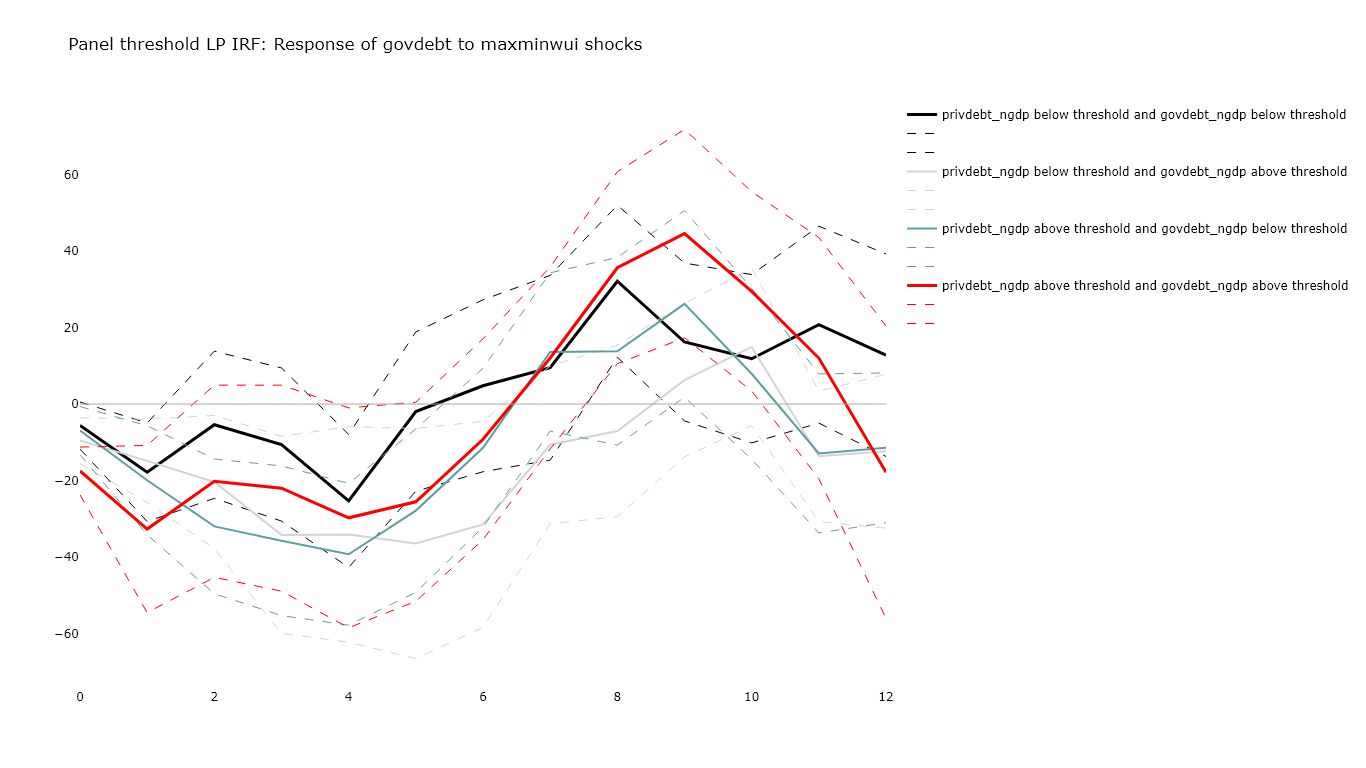 Panel threshold LP IRF: Response of govdebt to maxminwui shocks
privdebt_ngdp below threshold and govdebt_ngdp below threshold
privdebt_ngdp below threshold and govdebt_ngdp above threshold
privdebt_ngdp above threshold and govdebt_ngdp below threshold
privdebt_ngdp above threshold and govdebt_ngdp above threshold
60
40
20
0
−20
−40
−60
0 2 4 6 8 10 12